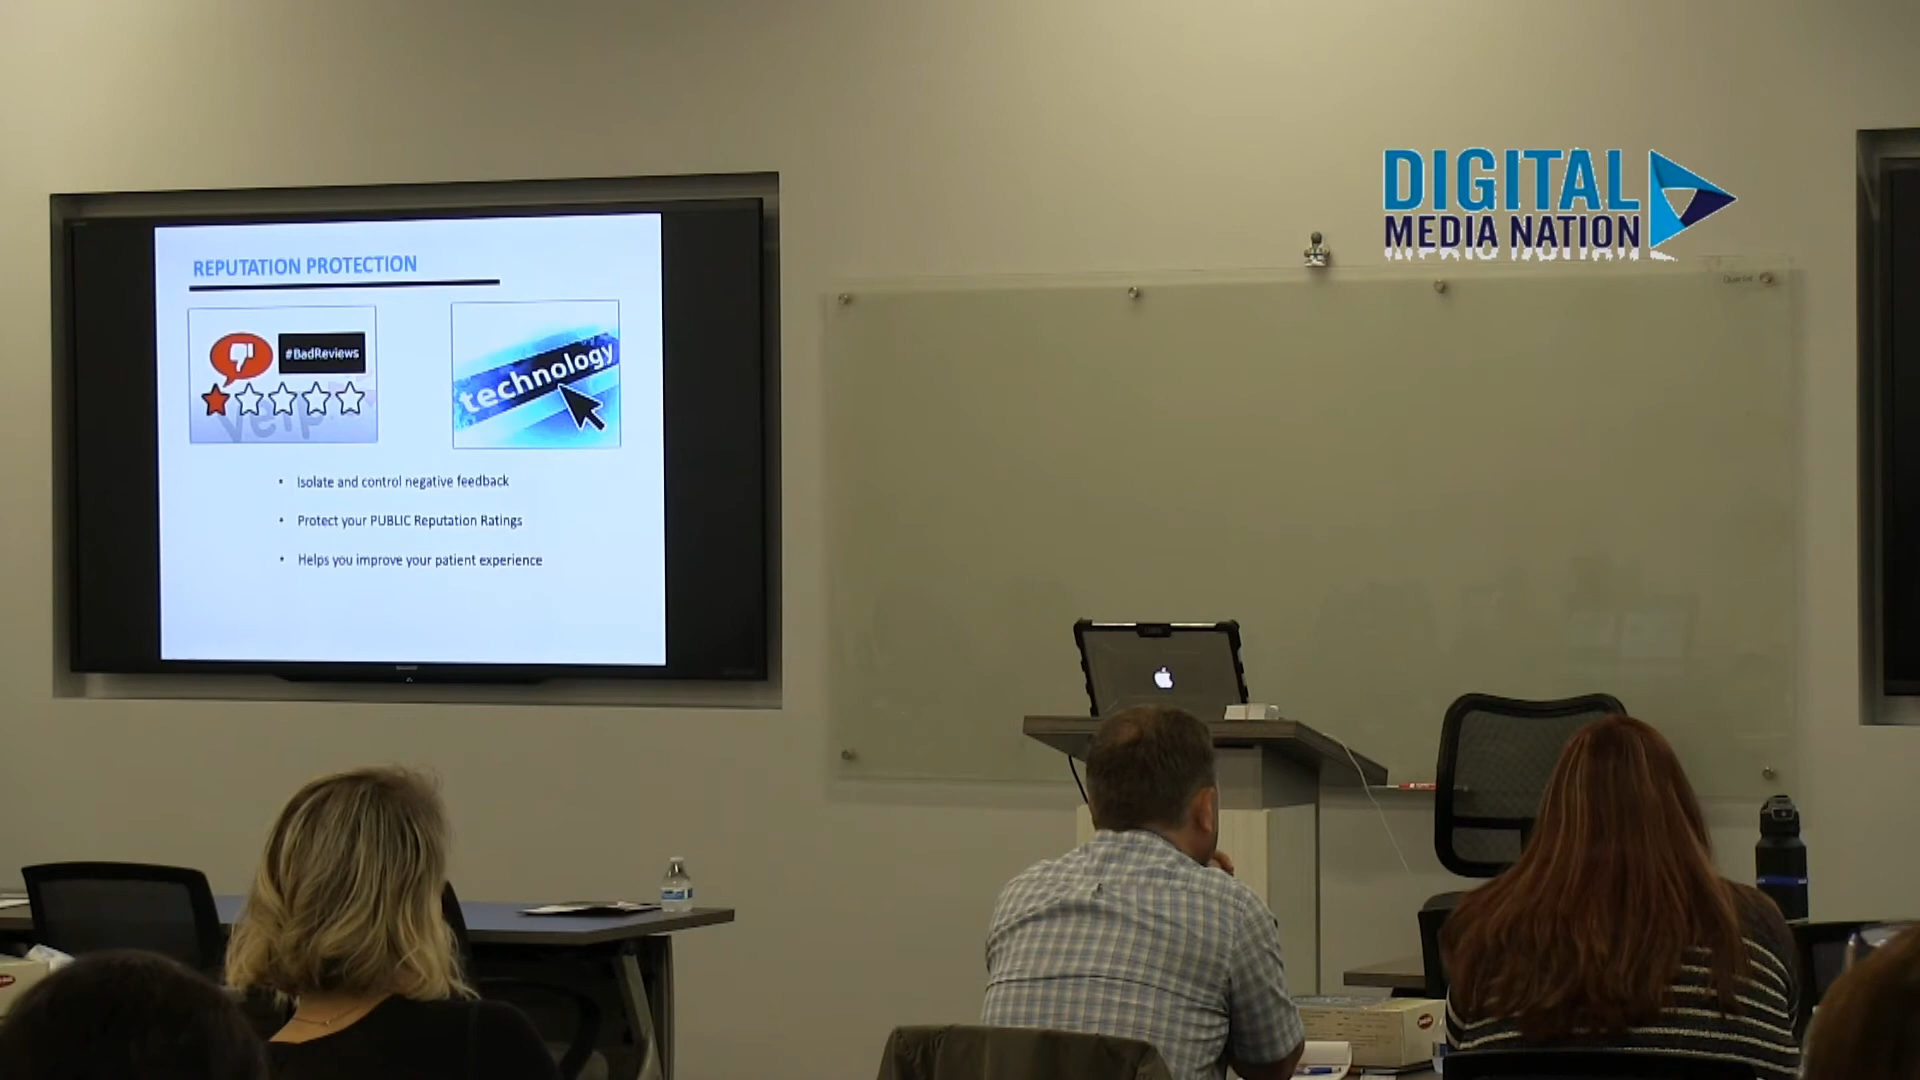 DIGITAL
MEDIA NATION
REPUTATION PROTECTION
#BadReviews
yelp
technology
• Isolate and control negative feedback
• Protect your PUBLIC Reputation Ratings
• Helps you improve your patient experience